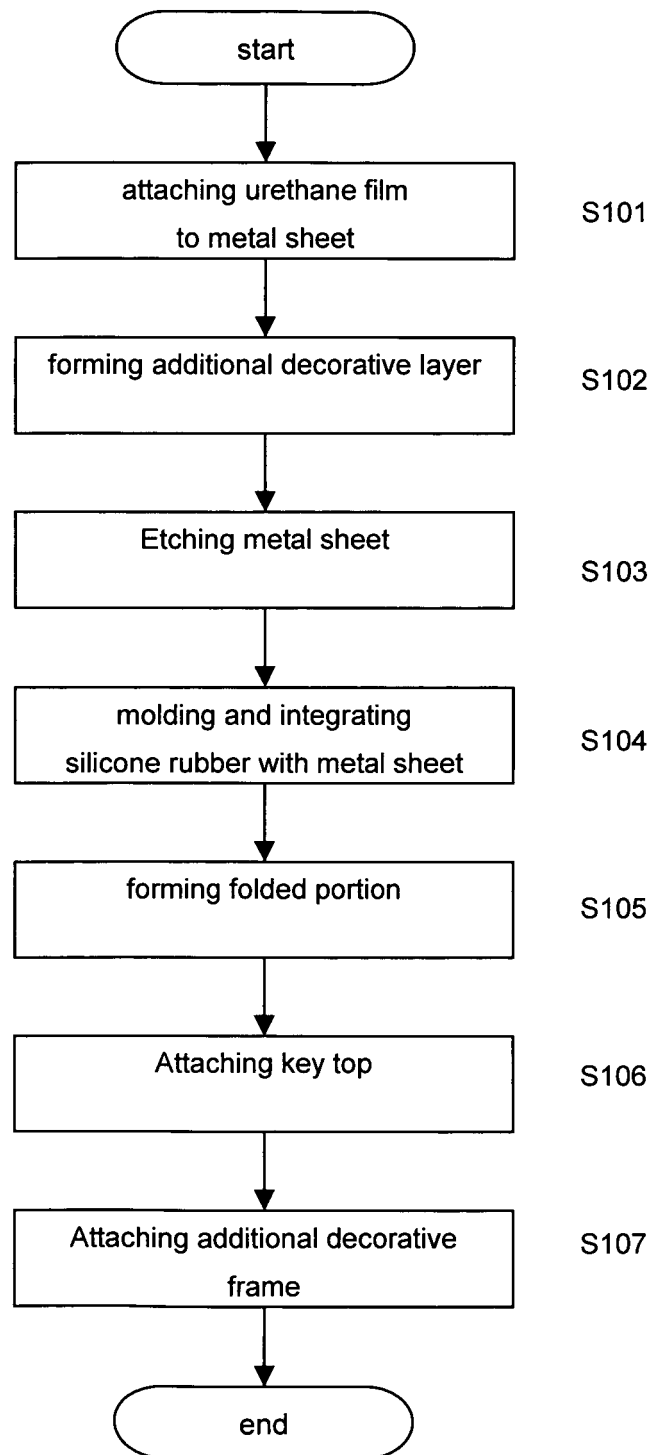 start
attaching urethane film
to metal sheet
S101
forming additional decorative layer
S102
Etching metal sheet
S103
molding and integrating
silicone rubber with metal sheet
S104
forming folded portion
S105
Attaching key top
S106
Attaching additional decorative
frame
S107
end